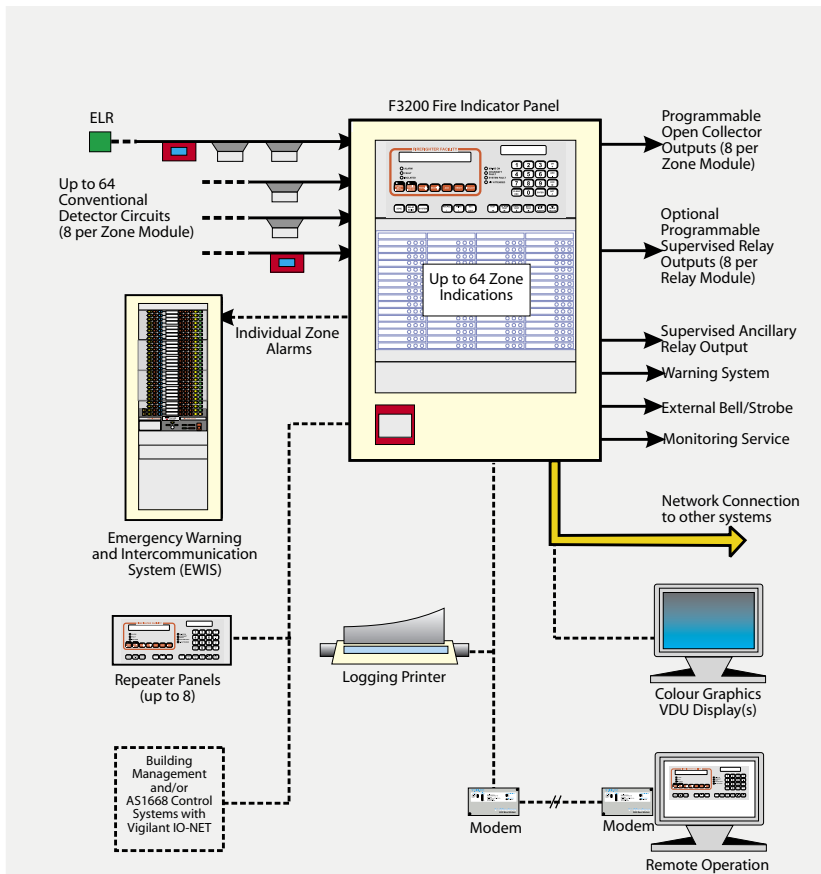 F3200 Fire Indicator Panel
ELR
Up to 64
Conventional
Detector Circuits
(8 per Zone Module)
Programmable
Open Collector
Outputs (8 per
Zone Module)
Optional
Programmable
Supervised Relay
Outputs (8 per
Relay Module)
Up to 64 Zone
Indications
Individual Zone
Alarms
Supervised Ancillary
Relay Output
Warning System
External Bell/Strobe
Monitoring Service
Network Connection
to other systems
Emergency Warning
and Intercommunication
System (EWIS)
Repeater Panels
(up to 8)
Logging Printer
Colour Graphics
VDU Display(s)
Building
Management
and/or
AS1668 Control
Systems with
Vigilant IO-NET
Modem
Modem
Remote Operation